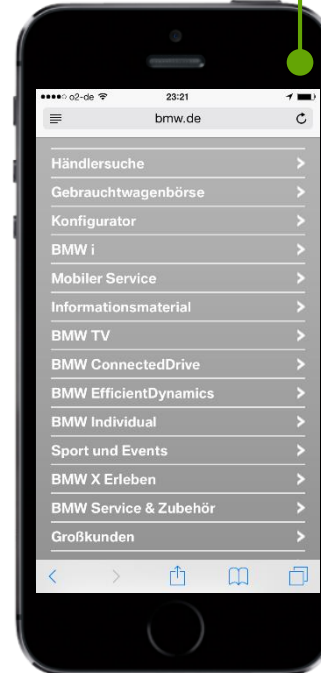 o2-de 23:21
bmw.de
Händlersuche
Gebrauchtwagenbörse
Konfigurator
BMW i
Mobiler Service
Informationsmaterial
BMW TV
BMW ConnectedDrive
BMW EfficientDynamics
BMW Individual
Sport und Events
BMW X Erleben
BMW Service & Zubehör
Großkunden